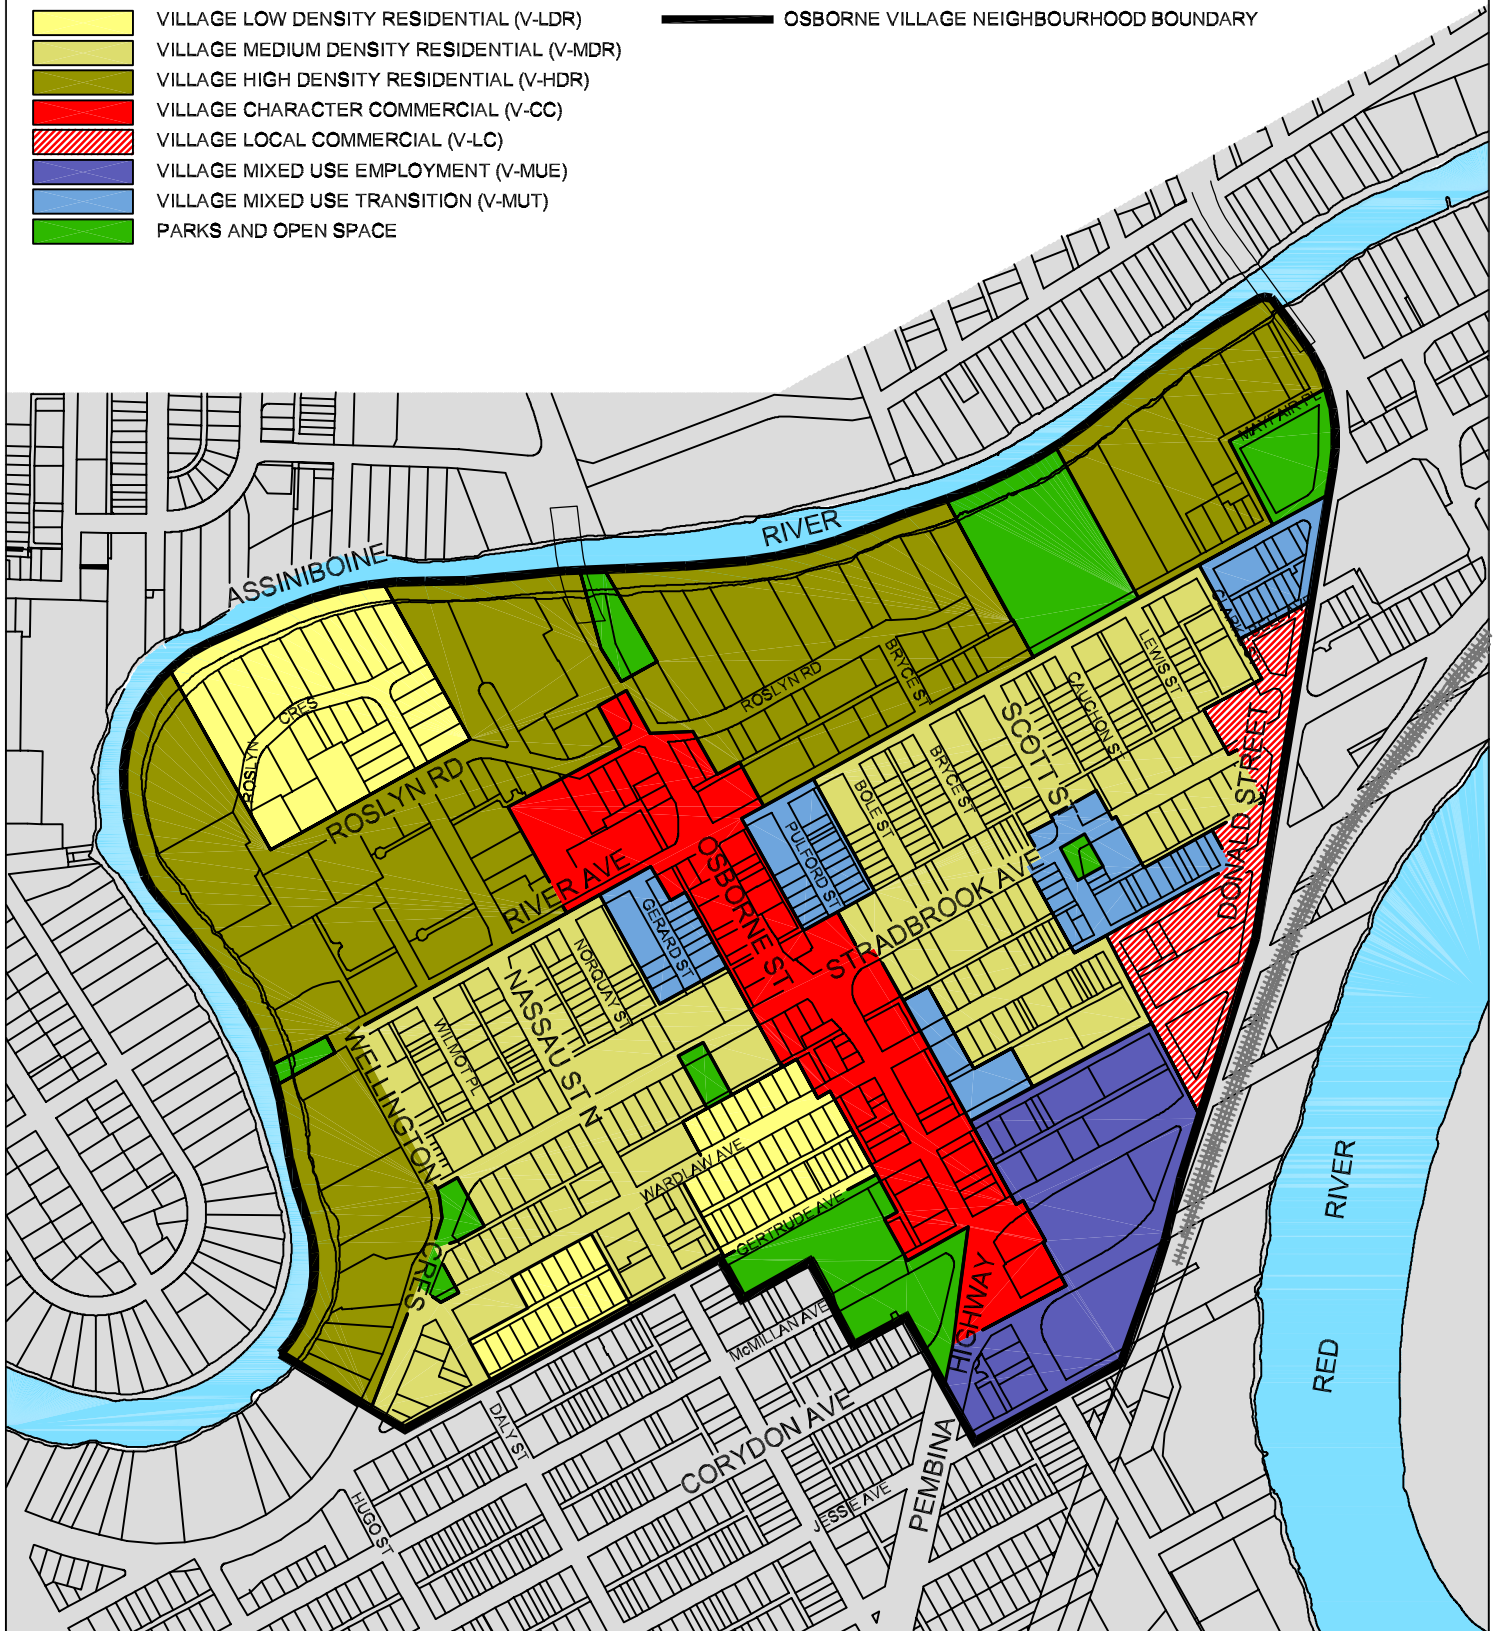 VILLAGE LOW DENSITY RESIDENTIAL (V-LDR)
OSBORNE VILLAGE NEIGHBOURHOOD BOUNDARY
VILLAGE MEDIUM DENSITY RESIDENTIAL (V-MDR)
VILLAGE HIGH DENSITY RESIDENTIAL (V-HDR)
VILLAGE CHARACTER COMMERCIAL (V-CC)
VILLAGE LOCAL COMMERCIAL (V-LC)
VILLAGE MIXED USE EMPLOYMENT (V-MUE)
VILLAGE MIXED USE TRANSITION (V-MUT)
PARKS AND OPEN SPACE
MAYFAIR PL
ASSINIBOINE
RIVER
CLARK
LEWIS ST
CAUCHON ST
SCOTT ST
BRYCE ST
ROSLYN RD
CRES
ROSLYN
ROSLYN RD
BRYCE ST
BOLE ST
PULFORD ST
DONALD STREET
RIVER AVE
OSBORNE ST
STRADBROOK AVE
GERARD ST
NORQUAY ST
NASSAU ST N
WILMOT PL
WELLINGTON
CRES
WARDLAW AVE
GERTRUDE AVE
McMILLAN AVE
HIGHWAY
PEMBINA
CORYDON AVE
DALY ST
HUGO ST
JESSIE AVE
RIVER
RED